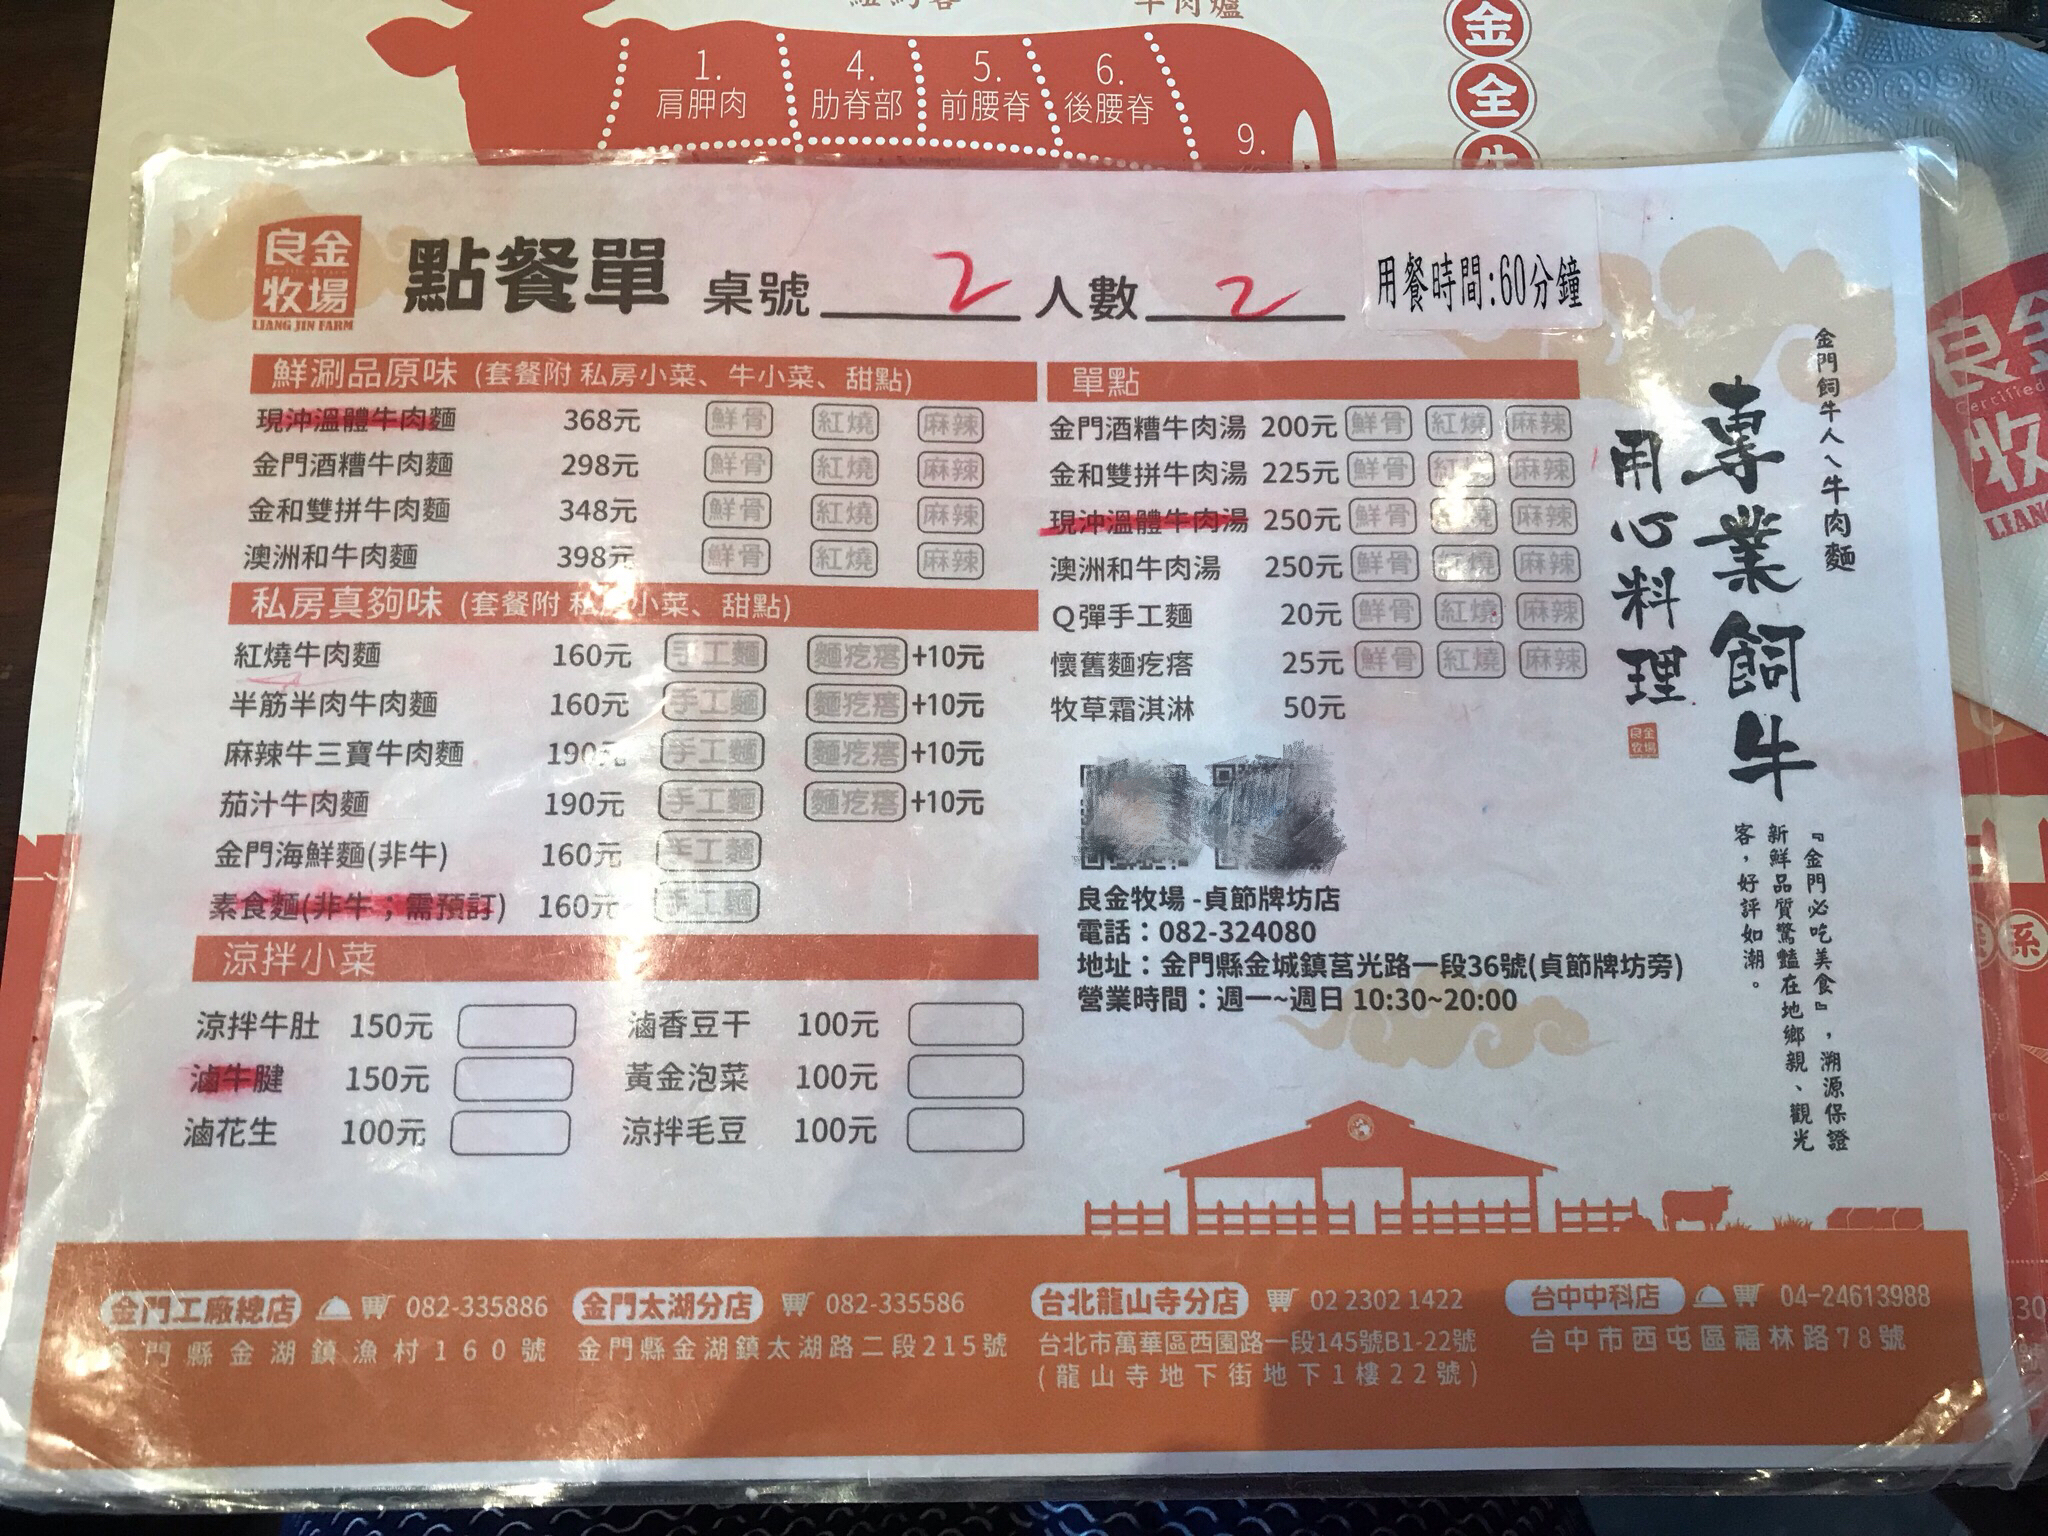 1.
肩胛肉
4.
肋脊部
5.
前腰脊
6.
後腰脊
9.
金
全
良金
牧場
LIANG JIN FARM
點餐單
桌號 2 人數 2
用餐時間:60分鐘
鮮涮品原味 (套餐附 私房小菜、牛小菜、甜點)
現沖溫體牛肉麵 368元 鮮骨 紅燒 麻辣
金門酒糟牛肉麵 298元 鮮骨 紅燒 麻辣
金和雙拼牛肉麵 348元 鮮骨 紅燒 麻辣
澳洲和牛肉麵 398元 鮮骨 紅燒 麻辣
私房真夠味 (套餐附 私房小菜、甜點)
紅燒牛肉麵 160元 手工麵 麵疙瘩 +10元
半筋半肉牛肉麵 160元 手工麵 麵疙瘩 +10元
麻辣牛三寶牛肉麵 190元 手工麵 麵疙瘩 +10元
茄汁牛肉麵 190元 手工麵 麵疙瘩 +10元
金門海鮮麵(非牛) 160元 手工麵
素食麵(非牛；需預訂) 160元 手工麵
涼拌小菜
涼拌牛肚 150元 滷香豆干 100元
滷牛腱 150元 黃金泡菜 100元
滷花生 100元 涼拌毛豆 100元
單點
金門酒糟牛肉湯 200元 鮮骨 紅燒 麻辣
金和雙拼牛肉湯 225元 鮮骨 紅燒 麻辣
現沖溫體牛肉湯 250元 鮮骨 紅燒 麻辣
澳洲和牛肉湯 250元 鮮骨 紅燒 麻辣
Q彈手工麵 20元 鮮骨 紅燒 麻辣
懷舊麵疙瘩 25元 鮮骨 紅燒 麻辣
牧草霜淇淋 50元
良金牧場 -貞節牌坊店
電話：082-324080
地址：金門縣金城鎮莒光路一段36號(貞節牌坊旁)
營業時間：週一~週日 10:30~20:00
金門飼牛人ㄟ牛肉麵
專業飼牛
用心料理
良金
牧場
『金門必吃美食』，溯源保證
新鮮品質驚豔在地鄉親、觀光
客，好評如潮。
金門工廠總店 082-335886
門縣金湖鎮漁村160號
金門太湖分店 082-335586
金門縣金湖鎮太湖路二段215號
台北龍山寺分店 02 2302 1422
台北市萬華區西園路一段145號B1-22號
(龍山寺地下街地下1樓22號)
台中中科店 04-24613988
台中市西屯區福林路78號
良金
Certified
牧
LIANG
系